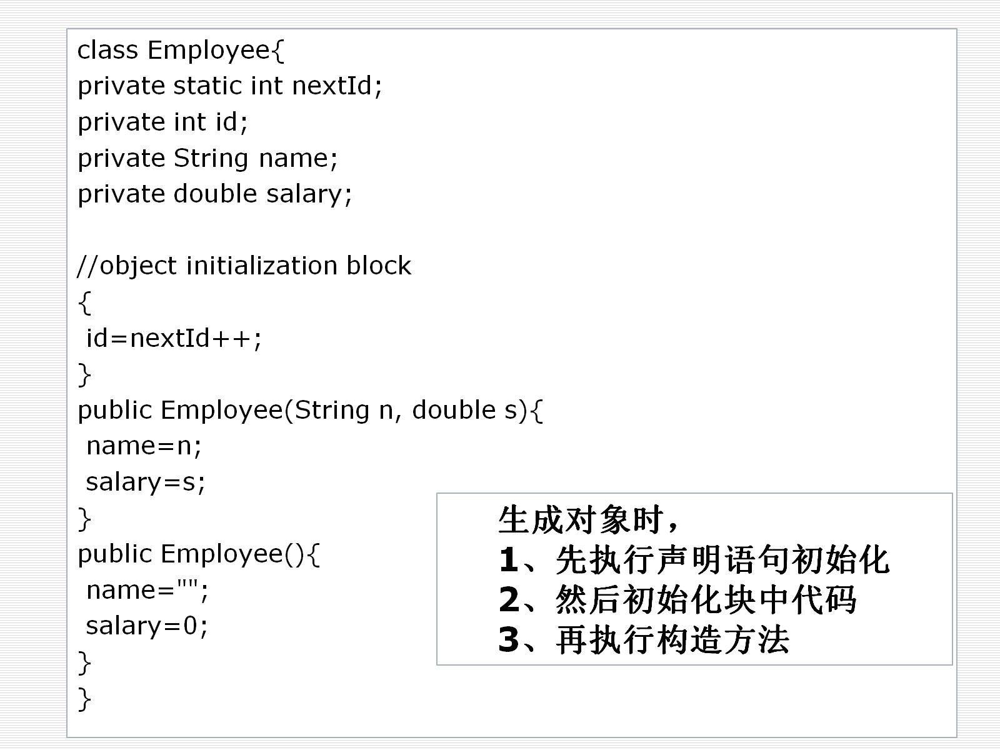 class Employee{
private static int nextId;
private int id;
private String name;
private double salary;
//object initialization block
{
id=nextId++;
}
public Employee(String n, double s){
name=n;
salary=s;
}
public Employee(){
name="";
salary=0;
}
}
生成对象时，
1、先执行声明语句初始化
2、然后初始化块中代码
3、再执行构造方法